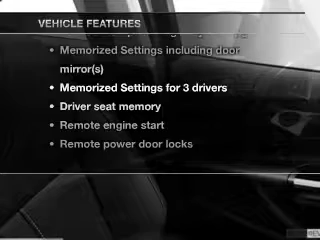 VEHICLE FEATURES
• Memorized Settings including door
mirror(s)
• Memorized Settings for 3 drivers
• Driver seat memory
• Remote engine start
• Remote power door locks